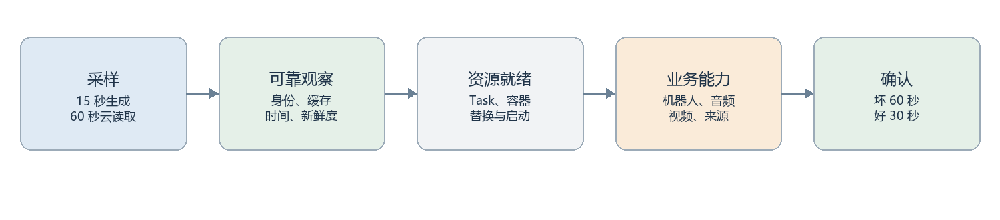 采样
15 秒生成
60 秒云读取
可靠观察
身份、缓存
时间、新鲜度
资源就绪
Task、容器
替换与启动
业务能力
机器人、音频
视频、来源
确认
坏 60 秒
好 30 秒